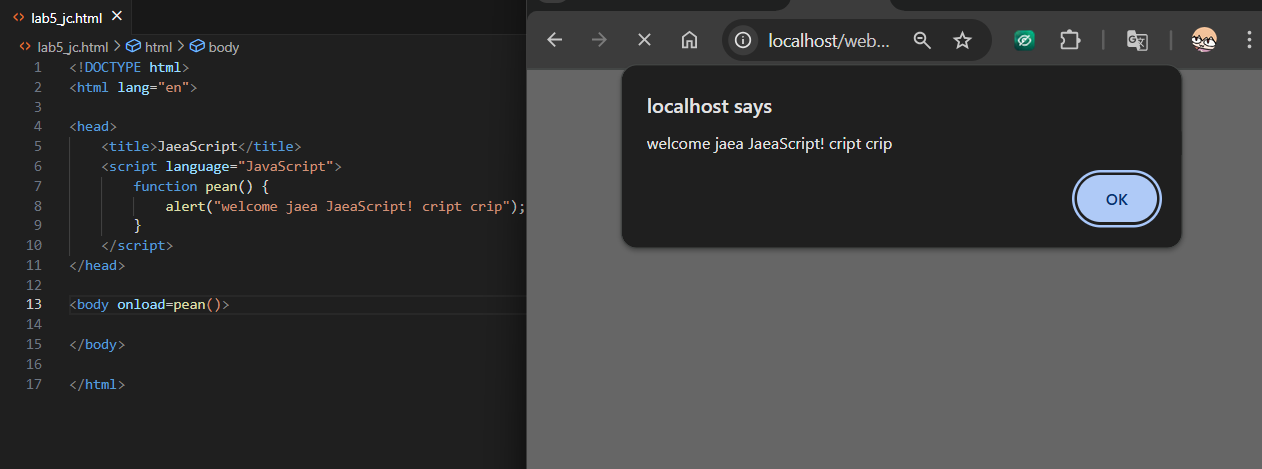 lab5_jc.html
lab5_jc.html > html > body
1 <!DOCTYPE html>
2 <html lang="en">
3
4 <head>
5 <title>JaeaScript</title>
6 <script language="JavaScript">
7 function pean() {
8 alert("welcome jaea JaeaScript! cript crip");
9 }
10 </script>
11 </head>
12
13 <body onload=pean()>
14
15 </body>
16
17 </html>
localhost/web...
localhost says
welcome jaea JaeaScript! cript crip
OK